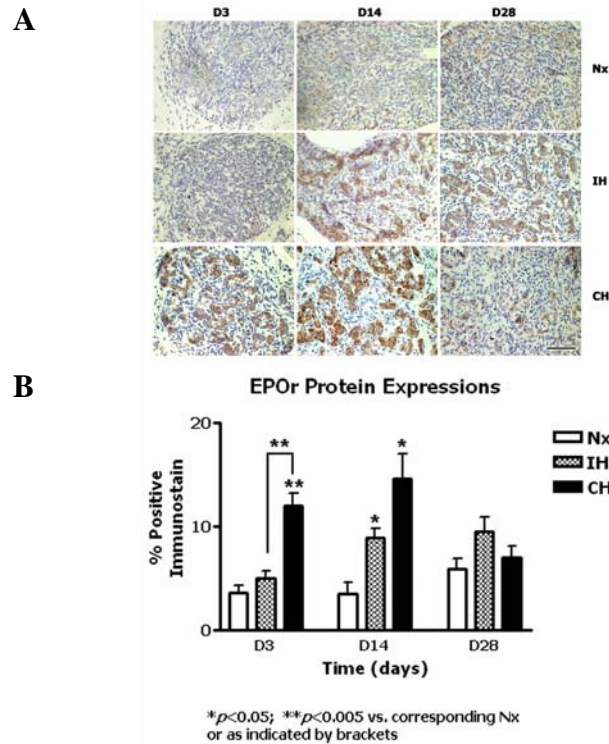 A
D3 D14 D28
Nx
IH
CH
B
EPOr Protein Expressions
% Positive
Immunostain
20
10
0
** 
**
*
*
Nx
IH
CH
D3 D14 D28
Time (days)
*p<0.05; **p<0.005 vs. corresponding Nx
or as indicated by brackets